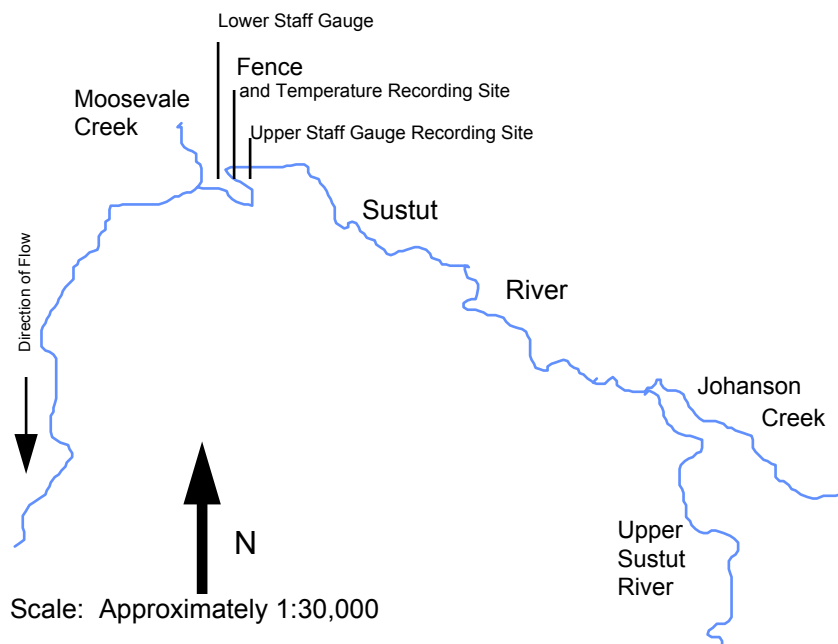 Lower Staff Gauge
Fence
and Temperature Recording Site
Moosevale
Creek
Upper Staff Gauge Recording Site
Sustut
River
Direction of Flow
Johanson
Creek
Upper
Sustut
River
N
Scale:  Approximately 1:30,000